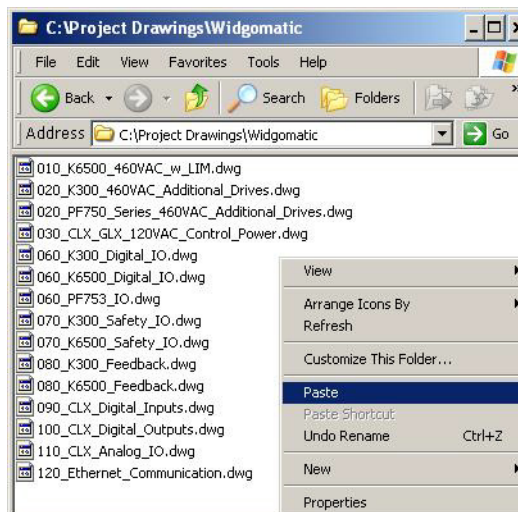 C:\Project Drawings\Widgomatic
File Edit View Favorites Tools Help
Back Search Folders »
Address C:\Project Drawings\Widgomatic Go
010_K6500_460VAC_w_LIM.dwg
020_K300_460VAC_Additional_Drives.dwg
020_PF750_Series_460VAC_Additional_Drives.dwg
030_CLX_GLX_120VAC_Control_Power.dwg
060_K300_Digital_IO.dwg
060_K6500_Digital_IO.dwg
060_PF753_IO.dwg
070_K300_Safety_IO.dwg
070_K6500_Safety_IO.dwg
080_K300_Feedback.dwg
080_K6500_Feedback.dwg
090_CLX_Digital_Inputs.dwg
100_CLX_Digital_Outputs.dwg
110_CLX_Analog_IO.dwg
120_Ethernet_Communication.dwg
View
Arrange Icons By
Refresh
Customize This Folder...
Paste
Paste Shortcut
Undo Rename Ctrl+Z
New
Properties